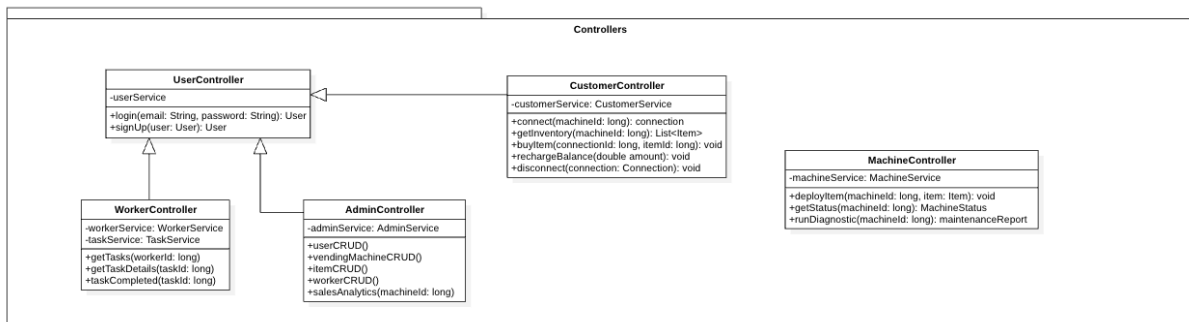 Controllers
UserController
-userService
+login(email: String, password: String): User
+signUp(user: User): User
CustomerController
-customerService: CustomerService
+connect(machineId: long): connection
+getInventory(machineId: long): List<Item>
+buyItem(connectionId: long, itemId: long): void
+rechargeBalance(double amount): void
+disconnect(connection: Connection): void
MachineController
-machineService: MachineService
+deployItem(machineId: long, item: Item): void
+getStatus(machineId: long): MachineStatus
+runDiagnostic(machineId: long): maintenanceReport
WorkerController
-workerService: WorkerService
-taskService: TaskService
+getTasks(workerId: long)
+getTaskDetails(taskId: long)
+taskCompleted(taskId: long)
AdminController
-adminService: AdminService
+userCRUD()
+vendingMachineCRUD()
+itemCRUD()
+workerCRUD()
+salesAnalytics(machineId: long)